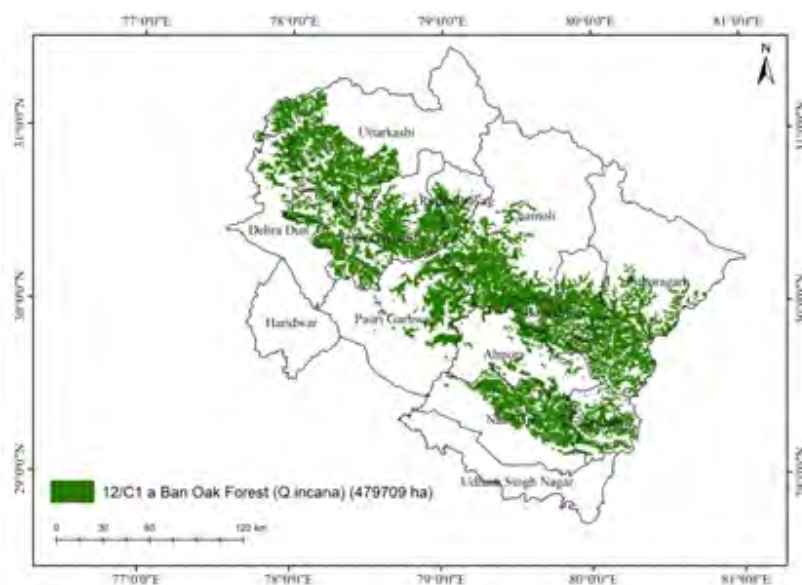 77°0'0"E 78°0'0"E 79°0'0"E 80°0'0"E 81°0'0"E
N
31°0'0"N
30°0'0"N
29°0'0"N
Uttarkashi
Chamoli
Dehra Dun
Pauri Garhwal
Haridwar
Almora
Udham Singh Nagar
12/C1 a Ban Oak Forest (Q.incana) (479709 ha)
0 30 60 120 km
77°0'0"E 78°0'0"E 79°0'0"E 80°0'0"E 81°0'0"E